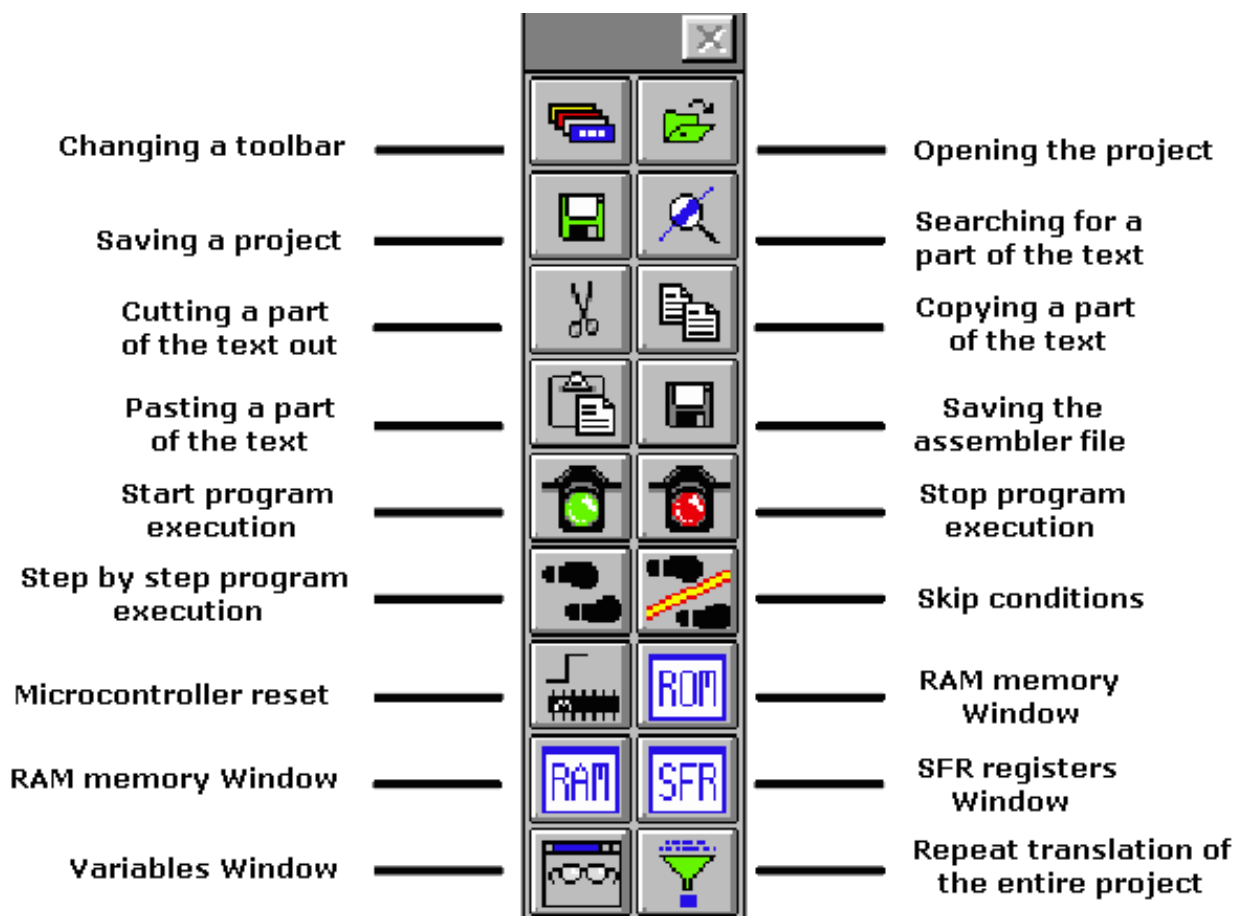 Changing a toolbar
Opening the project
Saving a project
Searching for a
part of the text
Cutting a part
of the text out
Copying a part
of the text
Pasting a part
of the text
Saving the
assembler file
Start program
execution
Stop program
execution
Step by step program
execution
Skip conditions
Microcontroller reset
ROM
RAM memory
Window
RAM memory Window
RAM
SFR
SFR registers
Window
Variables Window
Repeat translation of
the entire project